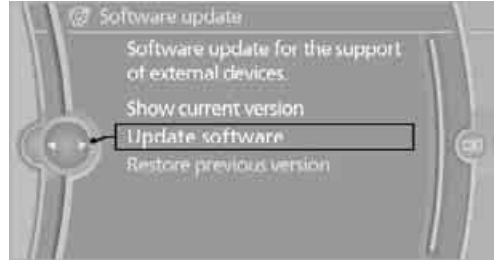 Software update
Software update for the support
of external devices.
Show current version
Update software
Restore previous version